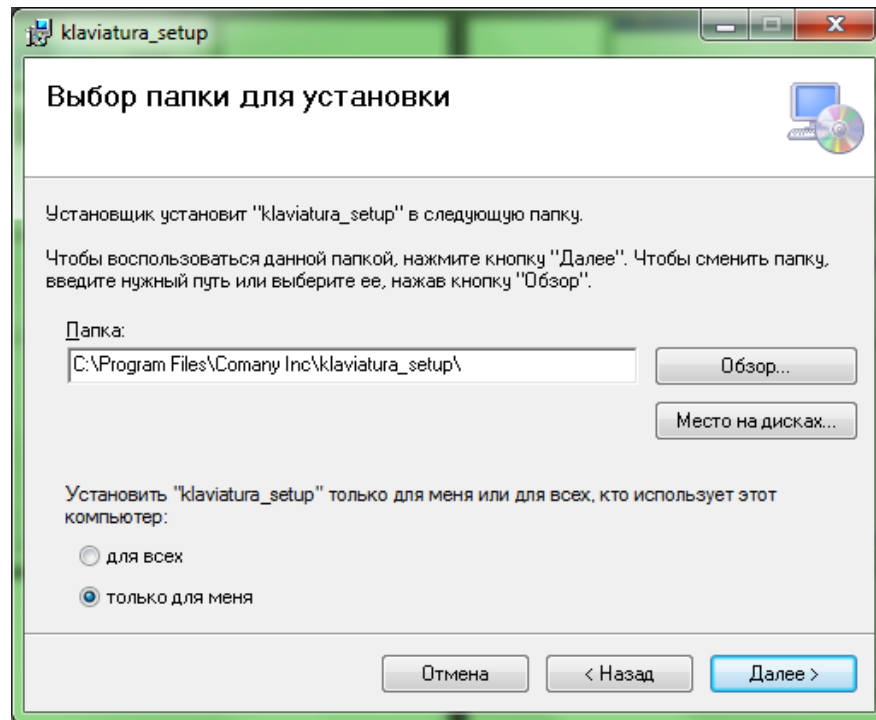 klaviatura_setup
Выбор папки для установки
Установщик установит "klaviatura_setup" в следующую папку.
Чтобы воспользоваться данной папкой, нажмите кнопку "Далее". Чтобы сменить папку,
введите нужный путь или выберите ее, нажав кнопку "Обзор".
Папка:
C:\Program Files\Comany Inc\klaviatura_setup\
Обзор...
Место на дисках...
Установить "klaviatura_setup" только для меня или для всех, кто использует этот
компьютер:
для всех
только для меня
Отмена
< Назад
Далее >